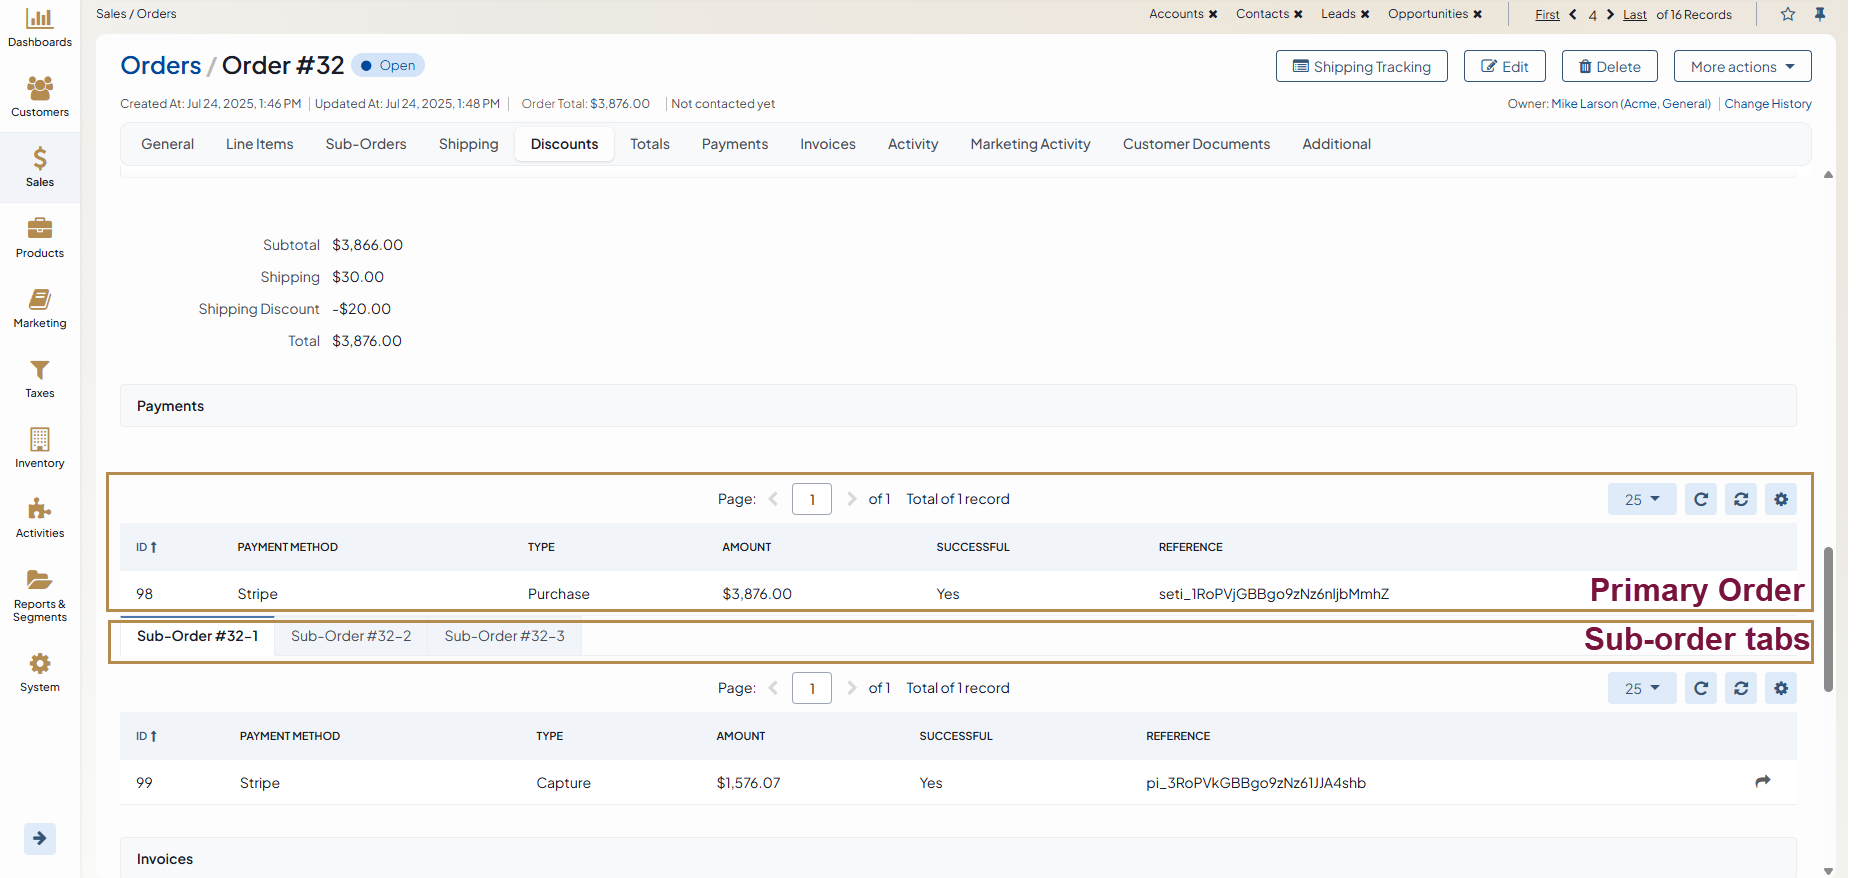 Sales / Orders
Accounts ✖ Contacts ✖ Leads ✖ Opportunities ✖ First 4 Last of 16 Records
Dashboards
Customers
Sales
Products
Marketing
Taxes
Inventory
Activities
Reports &
Segments
System
Orders / Order #32 Open
Shipping Tracking Edit Delete More actions
Created At: Jul 24, 2025, 1:46 PM Updated At: Jul 24, 2025, 1:48 PM Order Total: $3,876.00 Not contacted yet
Owner: Mike Larson (Acme, General) Change History
General Line Items Sub-Orders Shipping Discounts Totals Payments Invoices Activity Marketing Activity Customer Documents Additional
Subtotal $3,866.00
Shipping $30.00
Shipping Discount -$20.00
Total $3,876.00
Payments
Page: 1 of 1 Total of 1 record 25
ID PAYMENT METHOD TYPE AMOUNT SUCCESSFUL REFERENCE
98 Stripe Purchase $3,876.00 Yes seti_1RoPVjGBBgo9zNz6nljbMmhZ
Primary Order
Sub-Order #32-1 Sub-Order #32-2 Sub-Order #32-3
Sub-order tabs
Page: 1 of 1 Total of 1 record 25
ID PAYMENT METHOD TYPE AMOUNT SUCCESSFUL REFERENCE
99 Stripe Capture $1,576.07 Yes pi_3RoPVkGBBgo9zNz61JJA4shb
Invoices